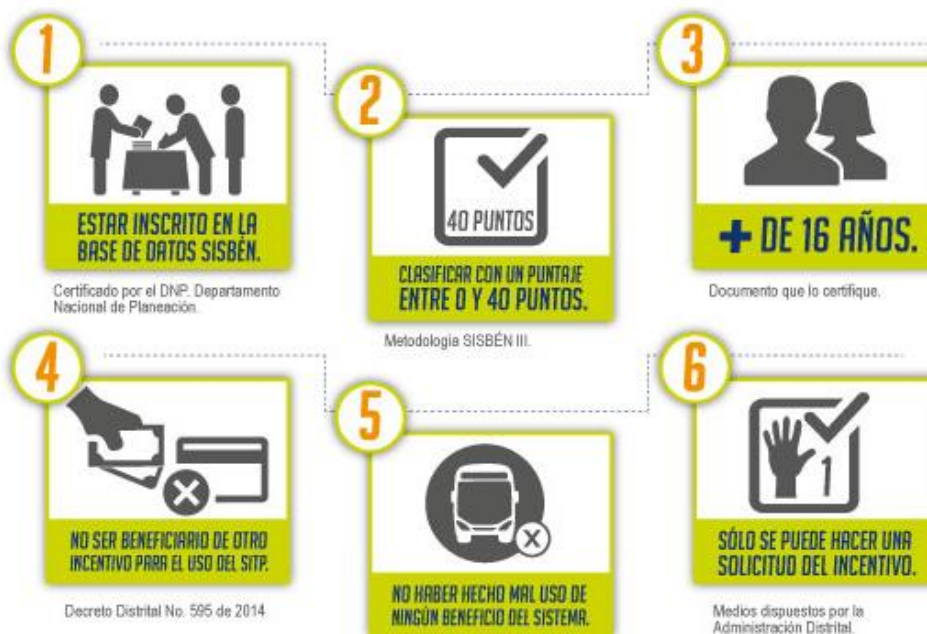 1
ESTAR INSCRITO EN LA
BASE DE DATOS SISBÉN.
Certificado por el DNP. Departamento
Nacional de Planeación.
2
40 PUNTOS
CLASIFICAR CON UN PUNTAJE
ENTRE 0 Y 40 PUNTOS.
Metodología SISBÉN III.
3
+ DE 16 AÑOS.
Documento que lo certifique.
4
NO SER BENEFICIARIO DE OTRO
INCENTIVO PARA EL USO DEL SITP.
Decreto Distrital No. 595 de 2014
5
X
NO HABER HECHO MAL USO DE
NINGÚN BENEFICIO DEL SISTEMA.
6
1
SÓLO SE PUEDE HACER UNA
SOLICITUD DEL INCENTIVO.
Medios dispuestos por la
Administración Distrital